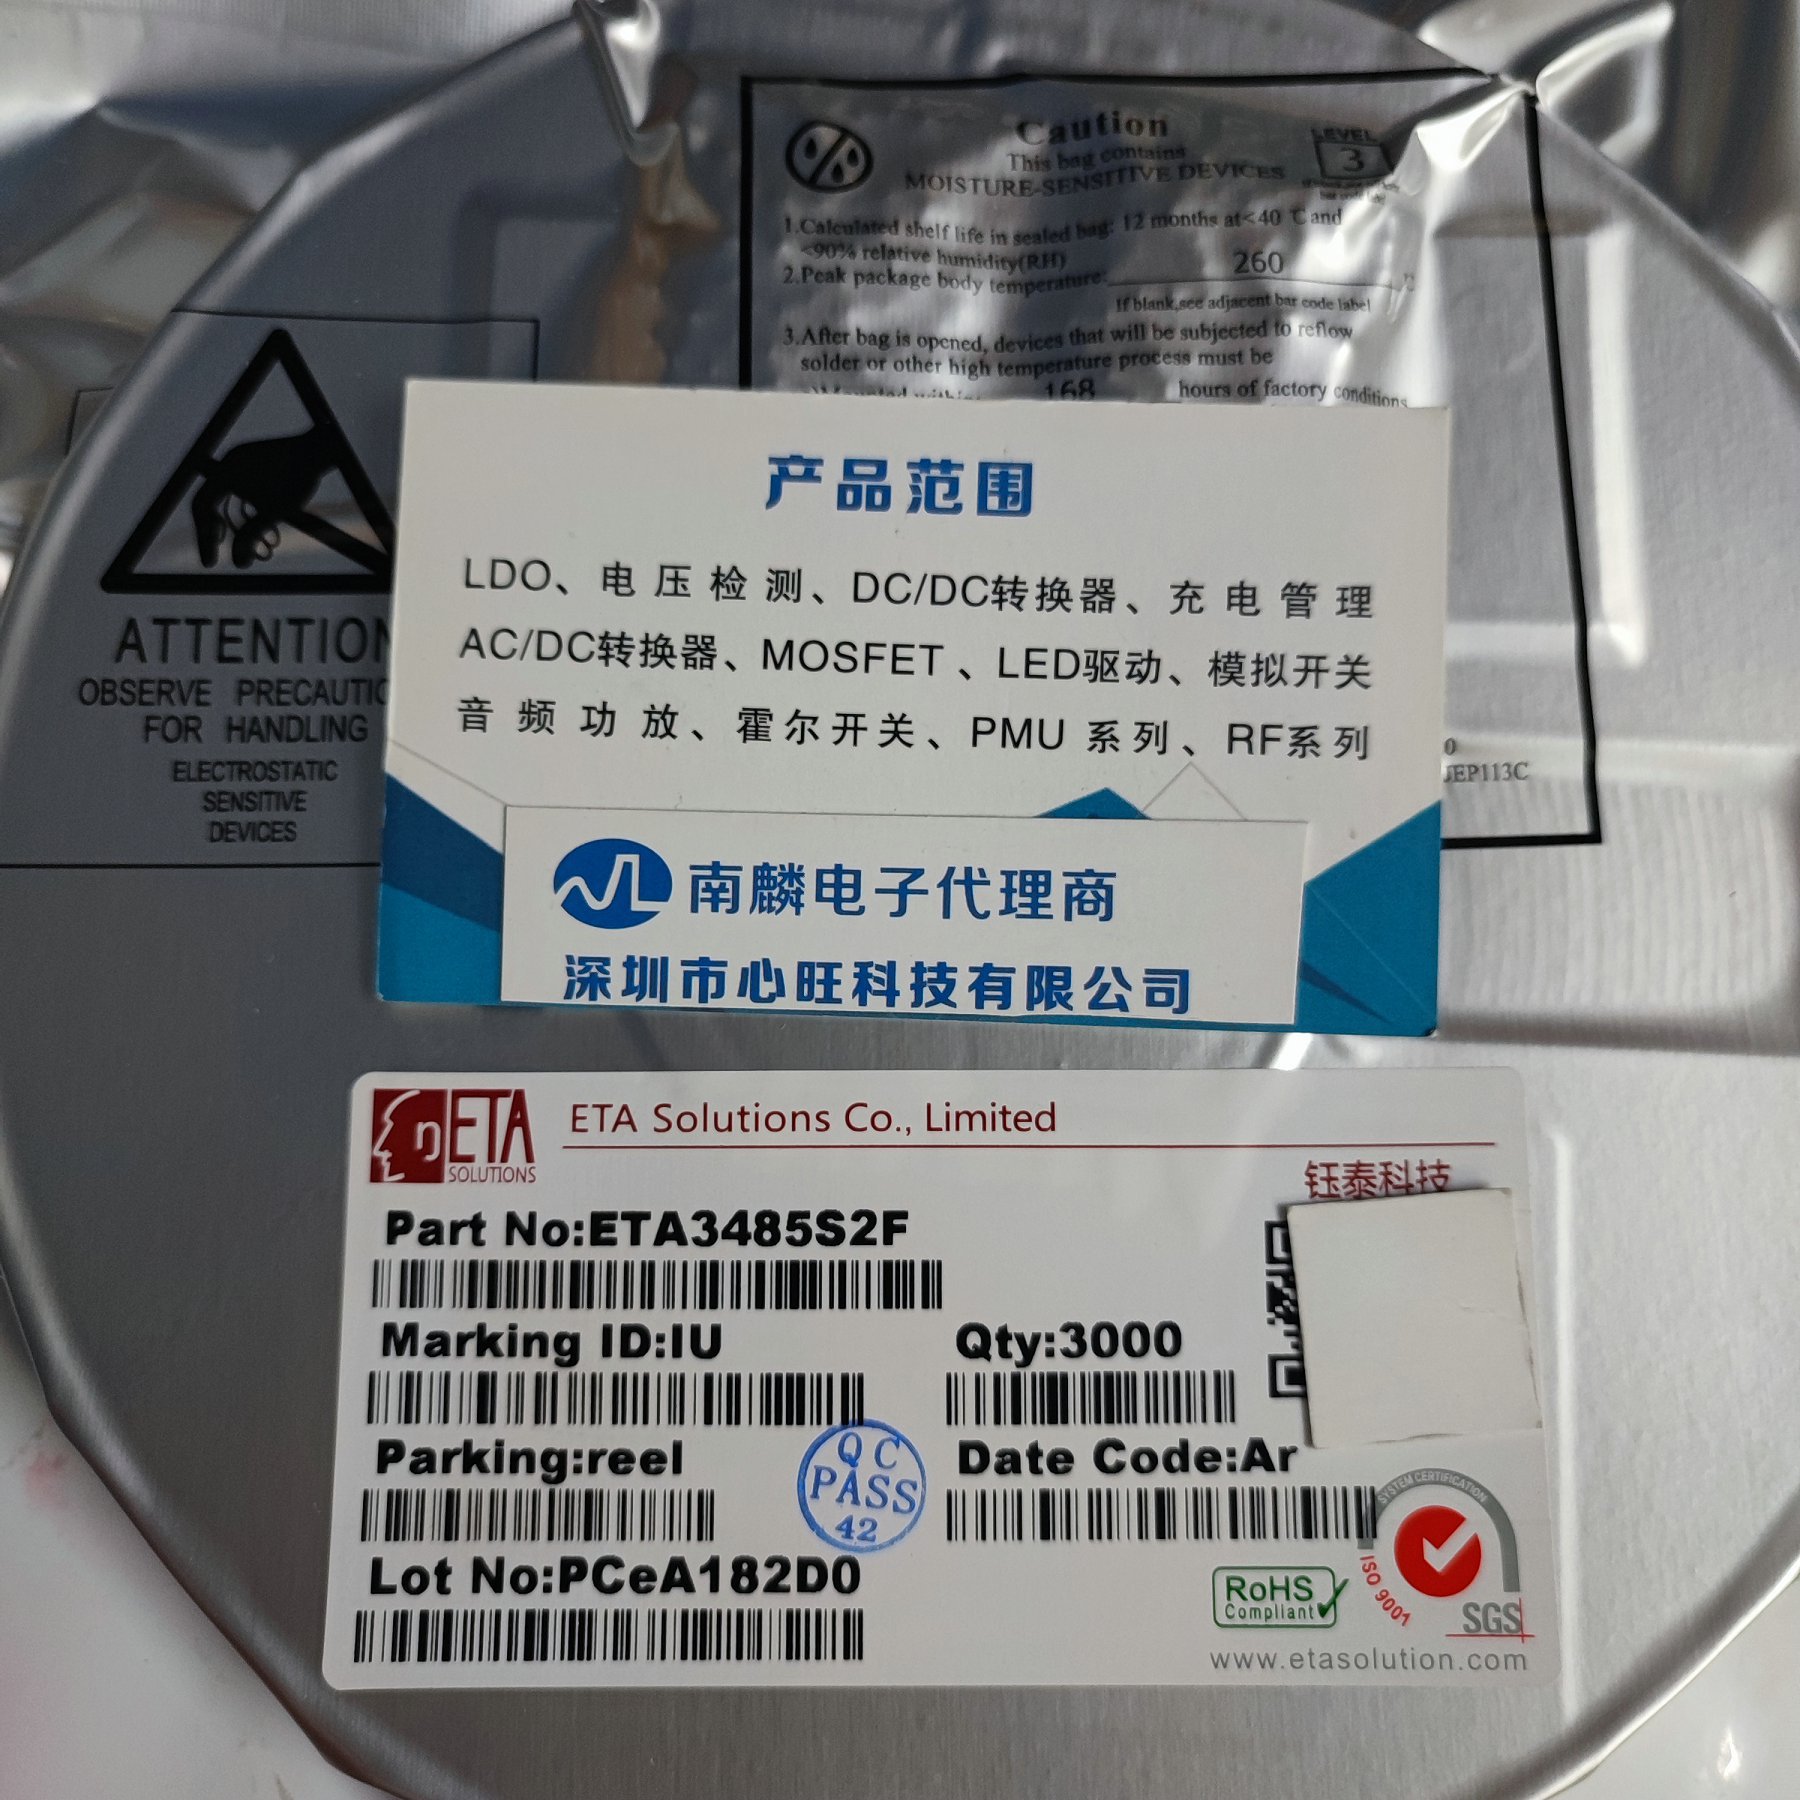 Caution
This bag contains
MOISTURE-SENSITIVE DEVICES
LEVEL
3
1.Calculated shelf life in sealed bag: 12 months at<40 ℃ and
<90% relative humidity(RH)
2.Peak package body temperature: 260 ℃
If blank,see adjacent bar code label
3.After bag is opened, devices that will be subjected to reflow
solder or other high temperature process must be
168 hours of factory conditions
ATTENTION
OBSERVE PRECAUTIO
FOR HANDLING
ELECTROSTATIC
SENSITIVE
DEVICES
产品范围
LDO、电压检测、DC/DC转换器、充电管理
AC/DC转换器、MOSFET、LED驱动、模拟开关
音频功放、霍尔开关、PMU系列、RF系列
0
JEP113C
南麟电子代理商
深圳市心旺科技有限公司
ηETA
SOLUTIONS
ETA Solutions Co., Limited
钰泰科技
Part No:ETA3485S2F
Marking ID:IU
Qty:3000
Parking:reel
QC
PASS
42
Date Code:Ar
Lot No:PCeA182D0
RoHS
Compliant
SYSTEM CERTIFICATION
ISO 9001
SGS
www.etasolution.com